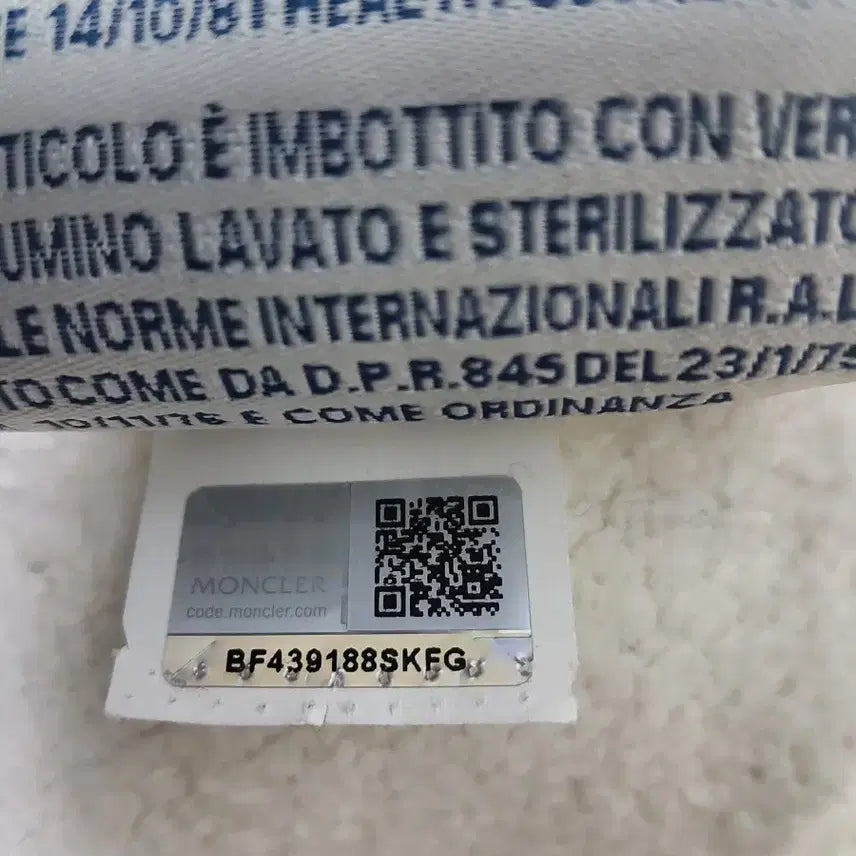 E 14/10/81
TICOLO È IMBOTTITO CON VER
UMINO LAVATO E STERILIZZATO
LE NORME INTERNAZIONALI R.A.L
TO COME DA D.P.R.845 DEL 23/1/75
10/11/76 E COME ORDINANZA
MONCLER
code.moncler.com
BF439188SKFG